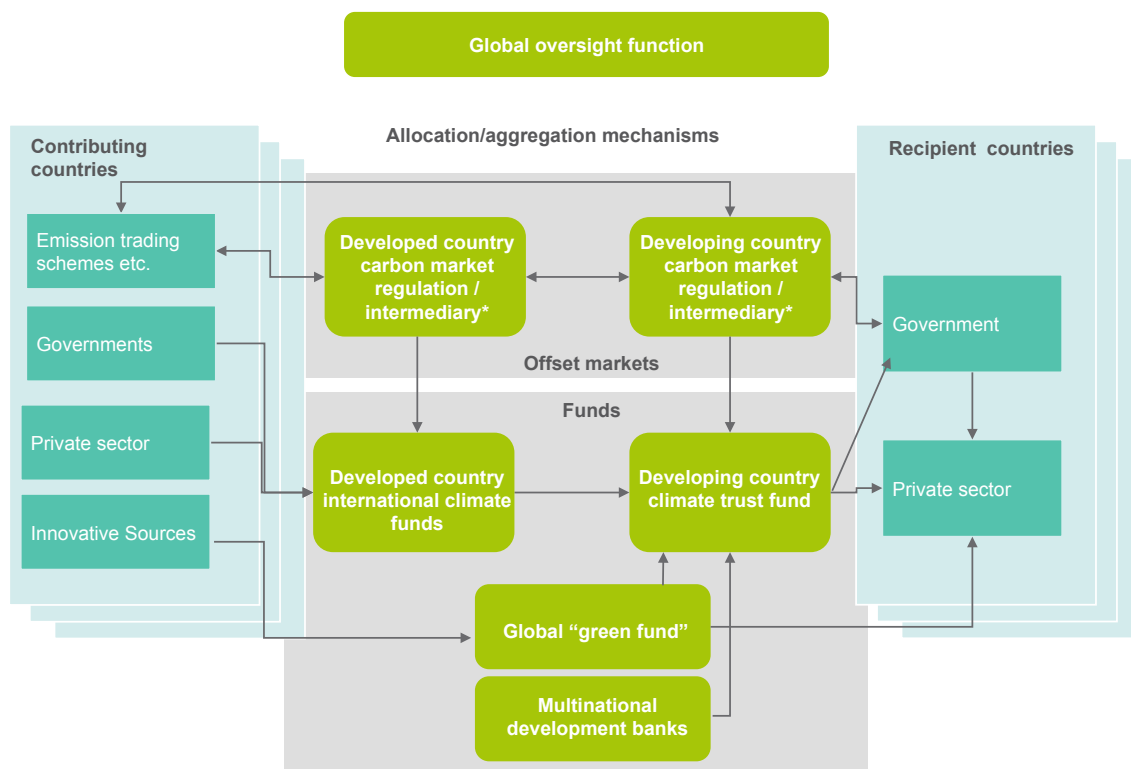 Global oversight function
Contributing
countries
Allocation/aggregation mechanisms
Recipient countries
Emission trading
schemes etc.
Developed country
carbon market
regulation /
intermediary*
Developing country
carbon market
regulation /
intermediary*
Government
Governments
Offset markets
Funds
Private sector
Developed country
international climate
funds
Developing country
climate trust fund
Private sector
Innovative Sources
Global “green fund”
Multinational
development banks